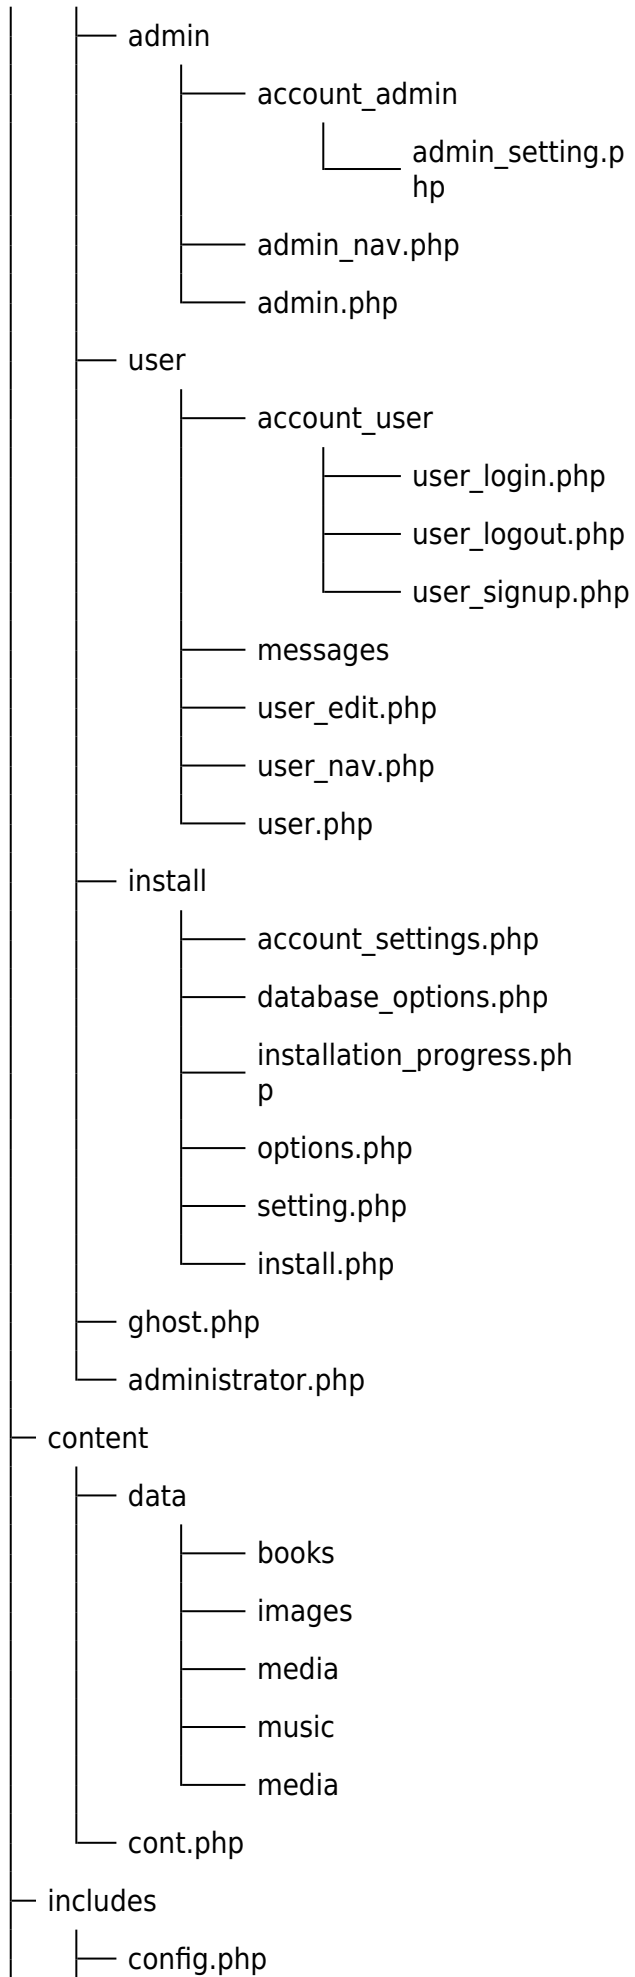 admin
account_admin
admin_setting.p
hp
admin_nav.php
admin.php
user
account_user
user_login.php
user_logout.php
user_signup.php
messages
user_edit.php
user_nav.php
user.php
install
account_settings.php
database_options.php
installation_progress.ph
p
options.php
setting.php
install.php
ghost.php
administrator.php
content
data
books
images
media
music
media
cont.php
includes
config.php